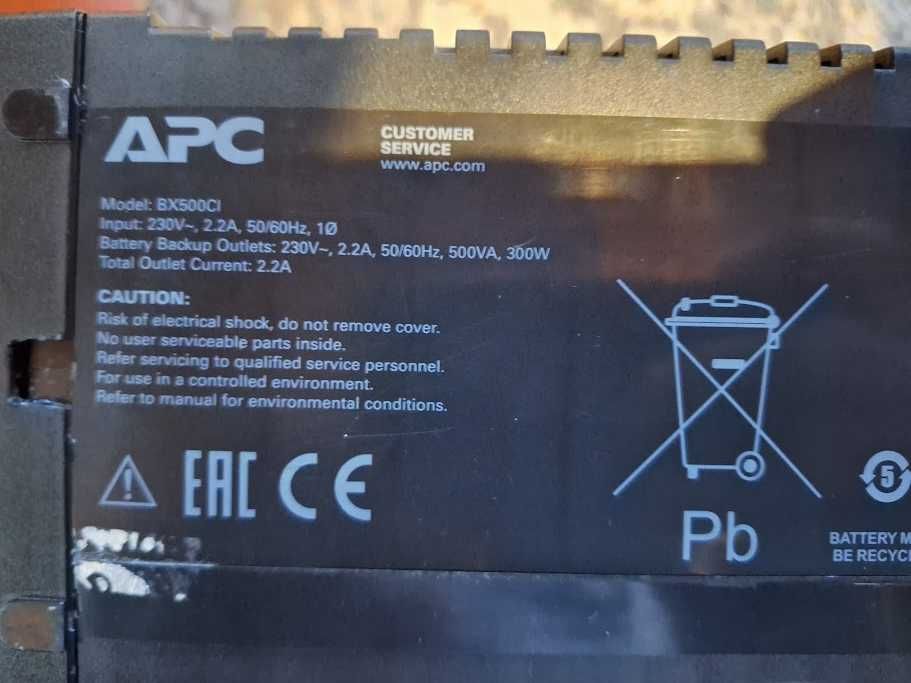 APC
CUSTOMER
SERVICE
www.apc.com
Model: BX500CI
Input: 230V~, 2.2A, 50/60Hz, 1Ø
Battery Backup Outlets: 230V~, 2.2A, 50/60Hz, 500VA, 300W
Total Outlet Current: 2.2A
CAUTION:
Risk of electrical shock, do not remove cover.
No user serviceable parts inside.
Refer servicing to qualified service personnel.
For use in a controlled environment.
Refer to manual for environmental conditions.
EAC CE
Pb
5
BATTERY
BE